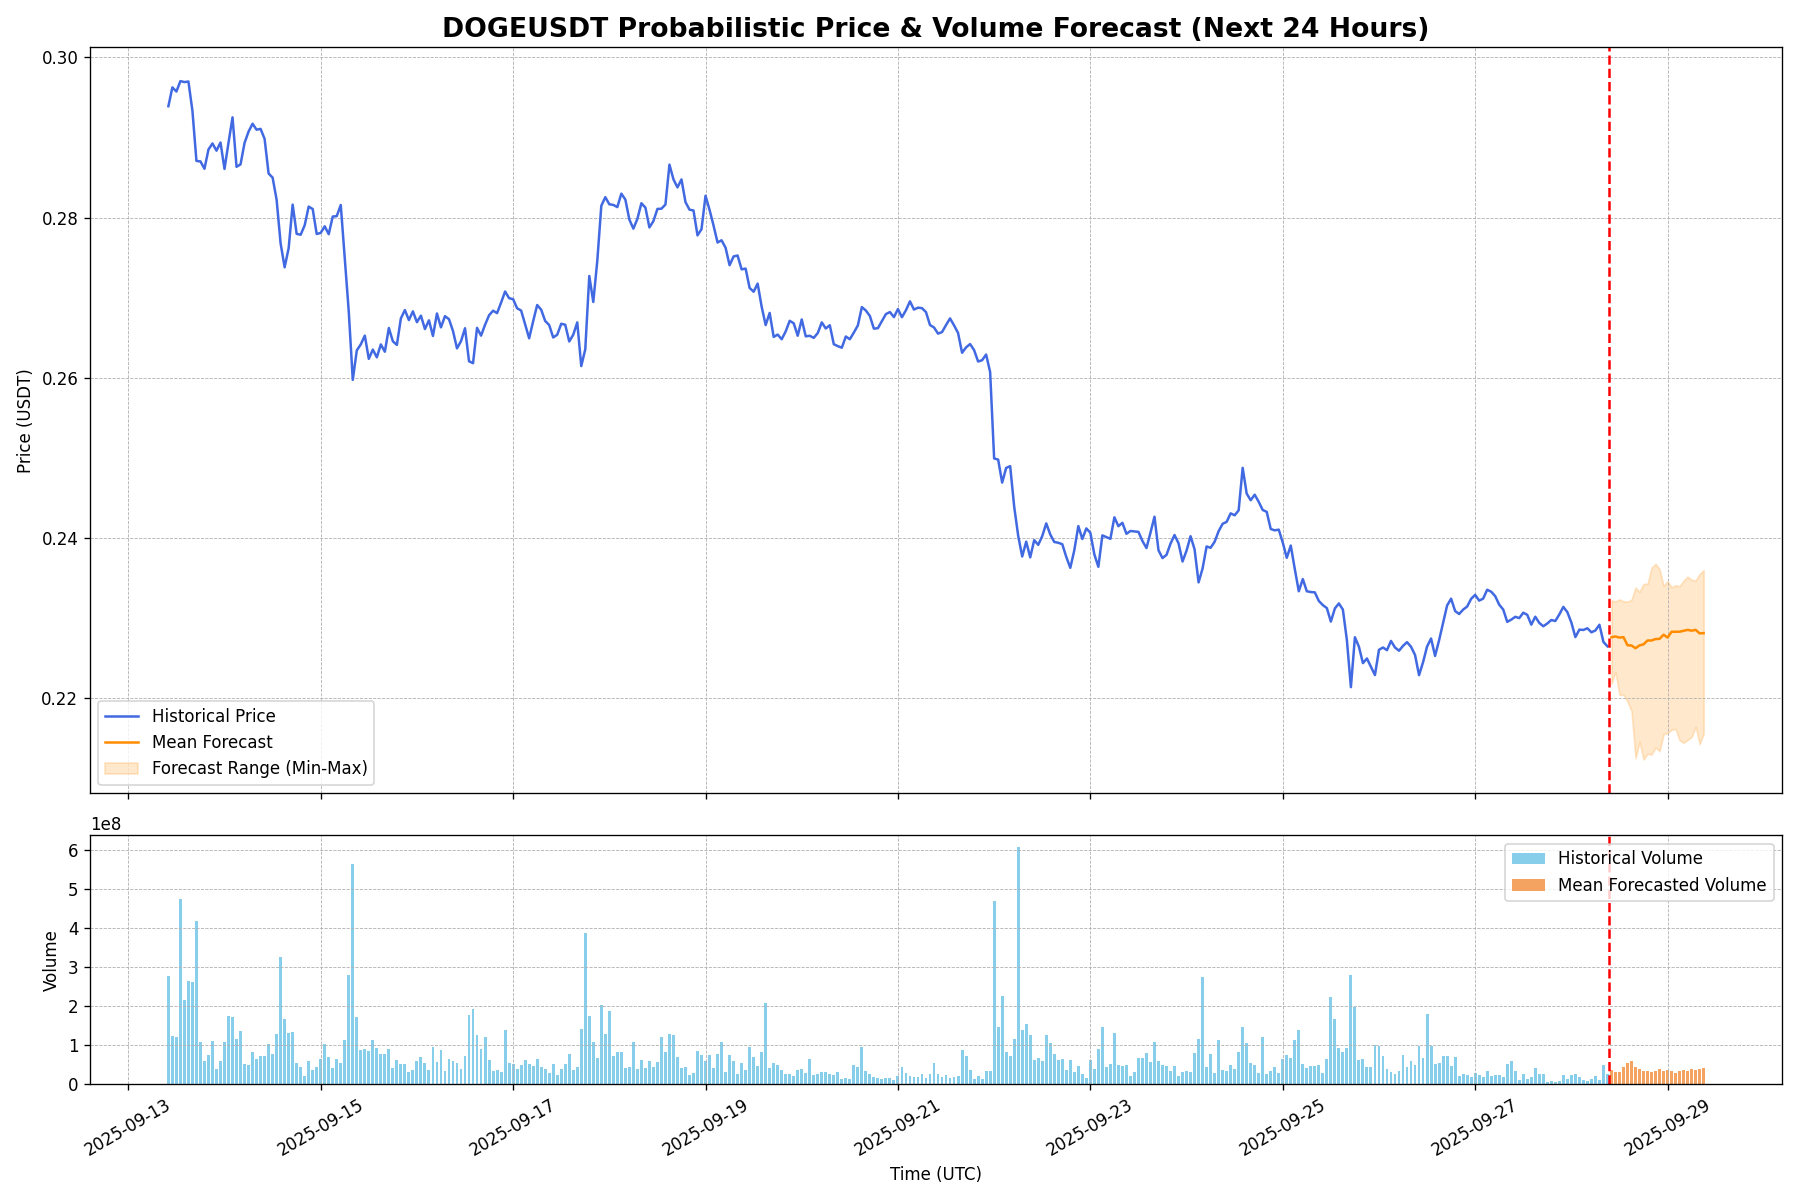 DOGEUSDT Probabilistic Price & Volume Forecast (Next 24 Hours)
Price (USDT)
0.30
0.28
0.26
0.24
0.22
Historical Price
Mean Forecast
Forecast Range (Min-Max)
1e8
Volume
6
5
4
3
2
1
0
Historical Volume
Mean Forecasted Volume
2025-09-13
2025-09-15
2025-09-17
2025-09-19
2025-09-21
2025-09-23
2025-09-25
2025-09-27
2025-09-29
Time (UTC)